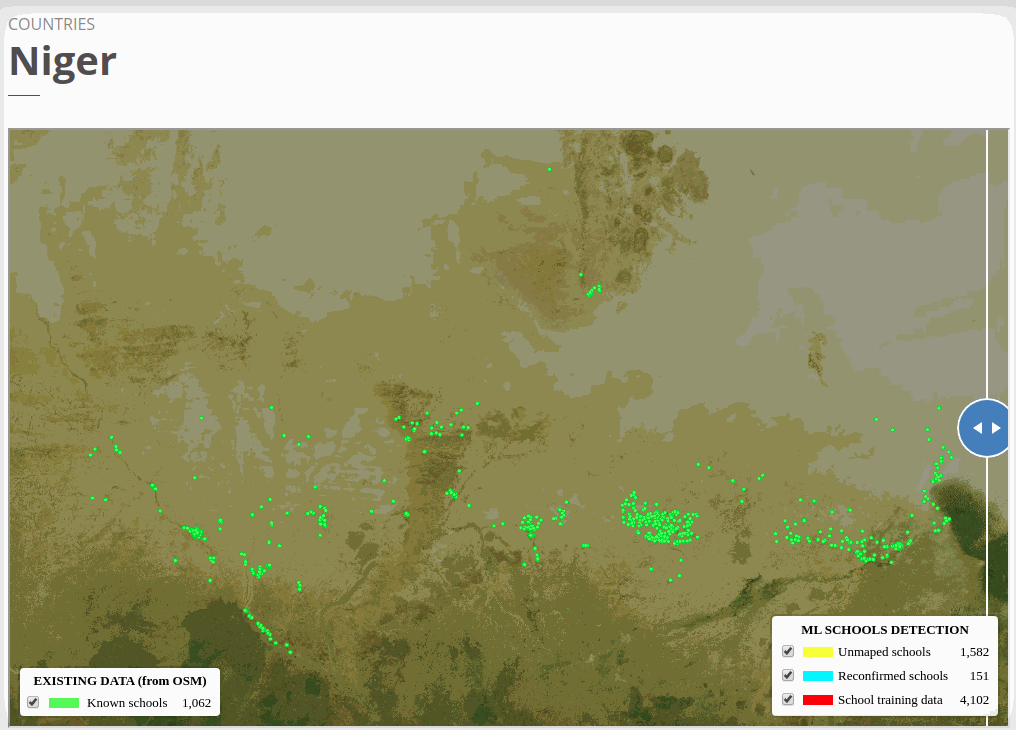 COUNTRIES
Niger
EXISTING DATA (from OSM)
Known schools 1,062
ML SCHOOLS DETECTION
Unmaped schools 1,582
Reconfirmed schools 151
School training data 4,102